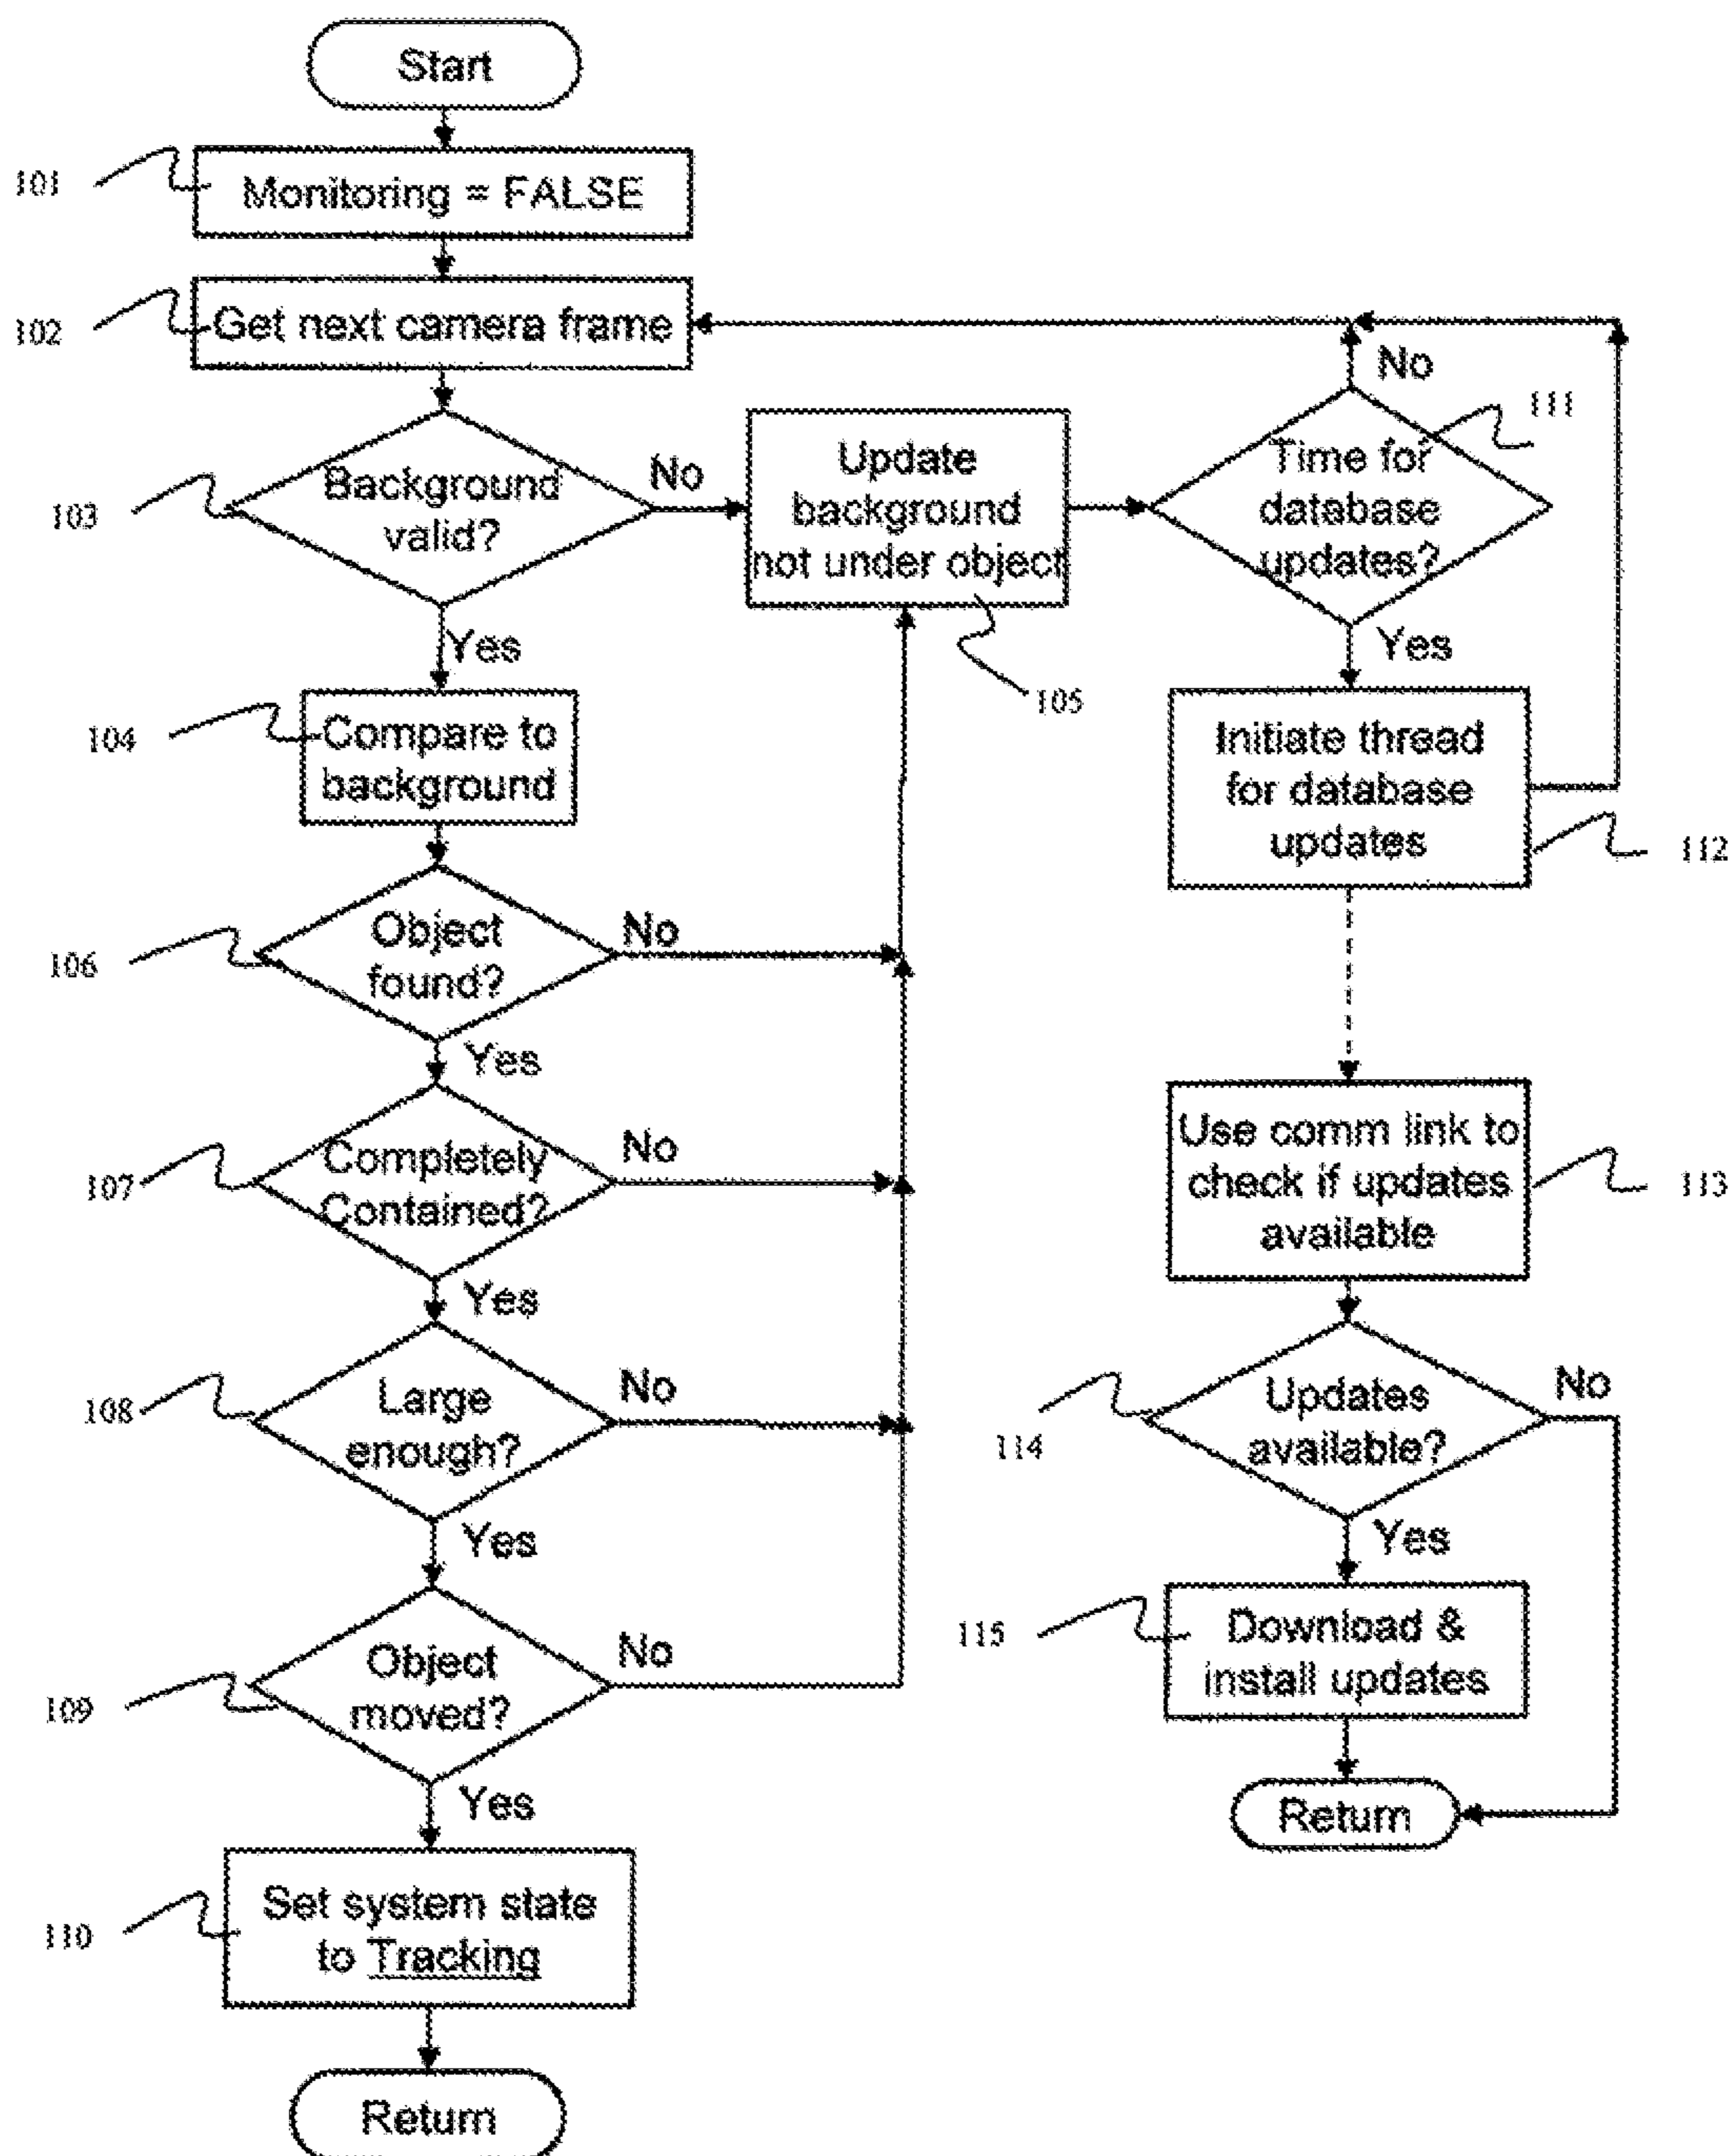 Start
101
Monitoring = FALSE
102
Get next camera frame
No
111
103
Background
valid?
No
Update
background
not under object
Time for
database
updates?
Yes
105
Yes
104
Compare to
background
Initiate thread
for database
updates
112
106
Object
found?
No
Yes
107
Completely
Contained?
No
Use comm link to
check if updates
available
113
Yes
108
Large
enough?
No
114
Updates
available?
No
Yes
Yes
109
Object
moved?
No
115
Download &
install updates
Yes
Return
110
Set system state
to Tracking
Return